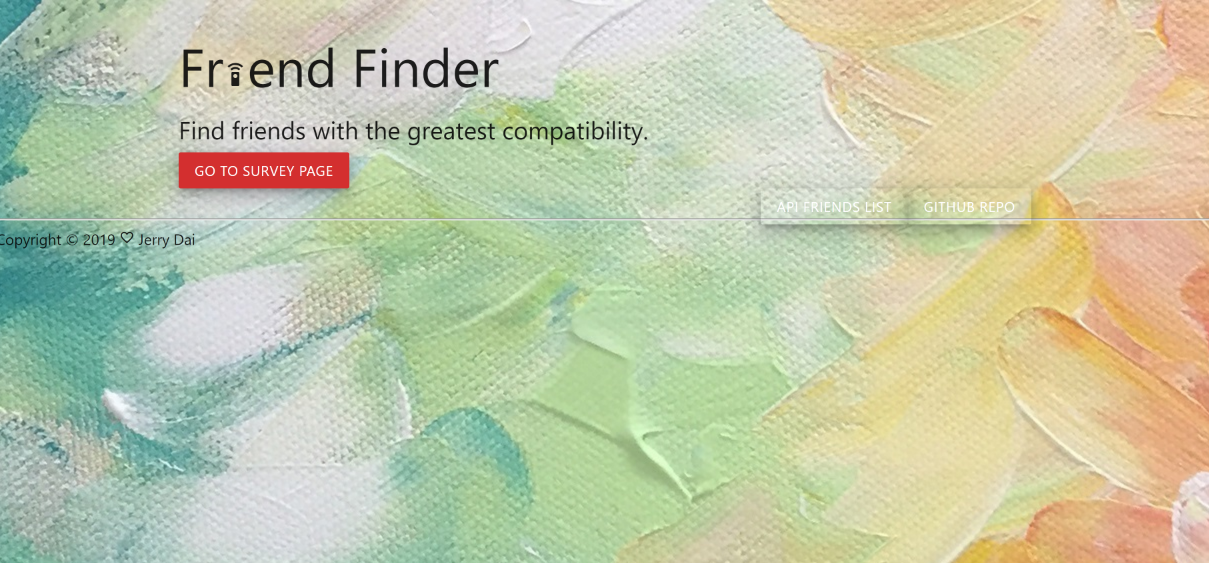 Friend Finder
Find friends with the greatest compatibility.
GO TO SURVEY PAGE
API FRIENDS LIST
GITHUB REPO
Copyright © 2019 ♡ Jerry Dai